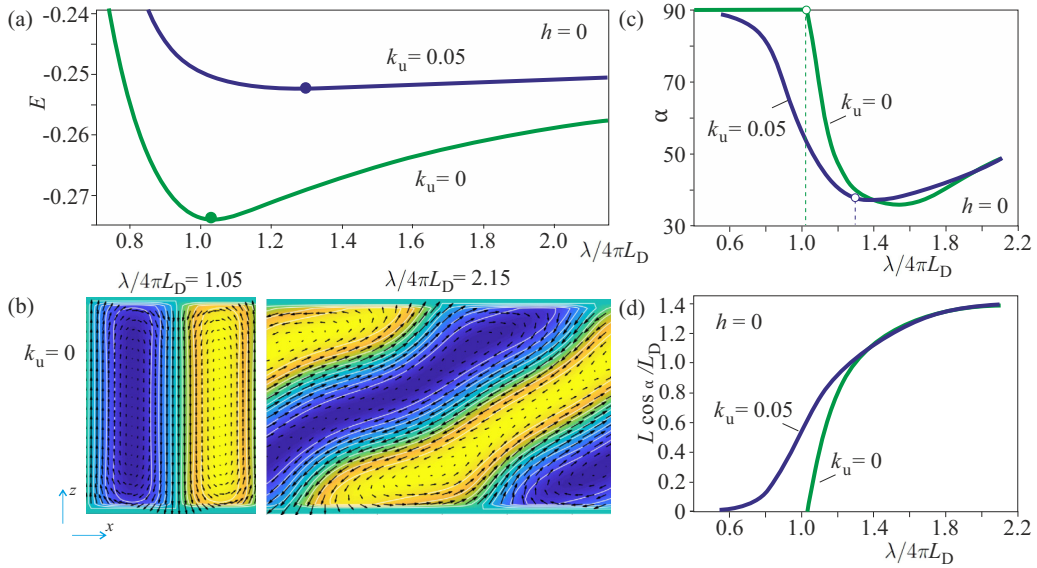 (a)
-0.24
-0.25
-0.26
-0.27
E
h = 0
k_u = 0.05
k_u = 0
0.8 1.0 1.2 1.4 1.6 1.8 2.0 λ/4πL_D
(b)
λ/4πL_D = 1.05
λ/4πL_D = 2.15
k_u = 0
z
x
(c)
90
70
50
30
α
k_u = 0
k_u = 0.05
h = 0
0.6 1.0 1.4 1.8 2.2
λ/4πL_D
(d)
1.4
1.2
1.0
0.8
0.6
0.4
0.2
0
L cos α/L_D
h = 0
k_u = 0.05
k_u = 0
0.6 1.0 1.4 1.8 2.2
λ/4πL_D